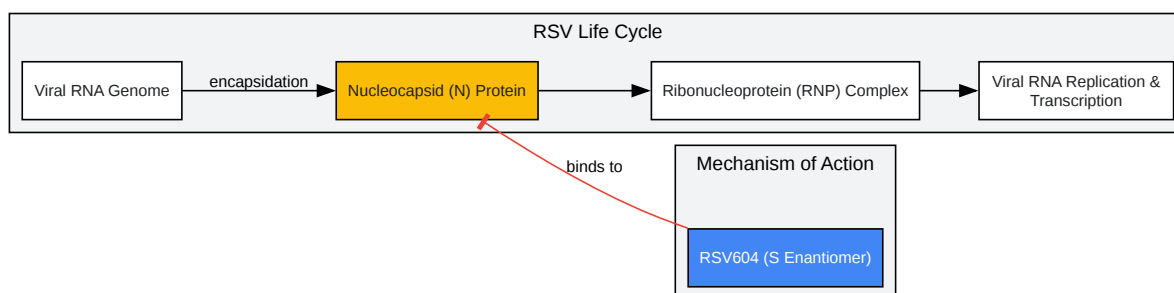 RSV Life Cycle
Viral RNA Genome
encapsidation
Nucleocapsid (N) Protein
Ribonucleoprotein (RNP) Complex
Viral RNA Replication &
Transcription
binds to
Mechanism of Action
RSV604 (S Enantiomer)